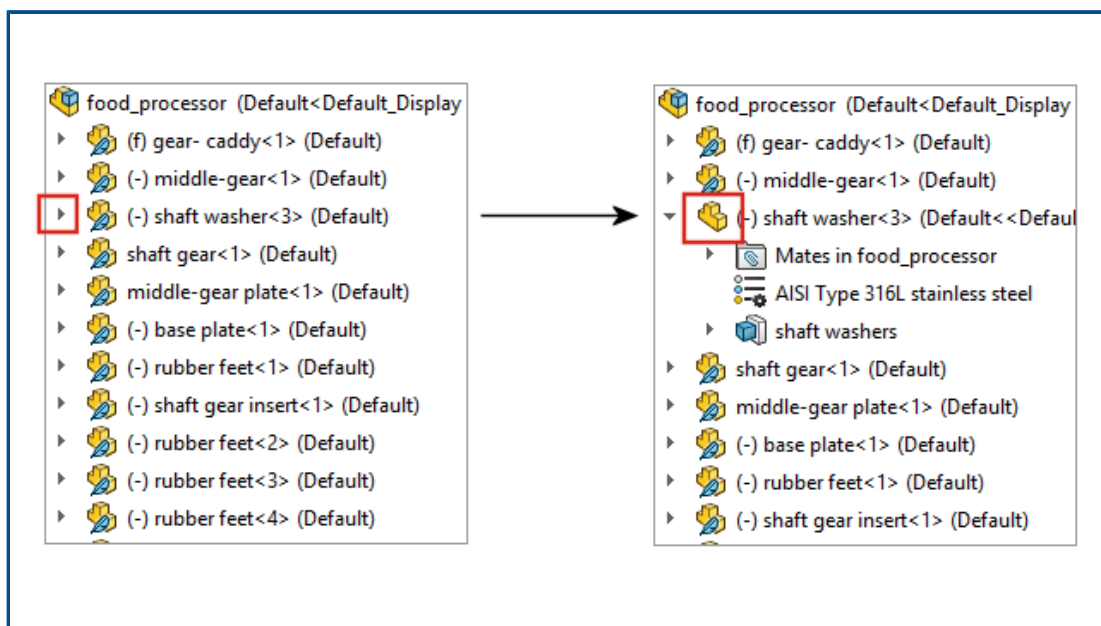 food_processor (Default<Default_Display
(f) gear- caddy<1> (Default)
(-) middle-gear<1> (Default)
(-) shaft washer<3> (Default)
shaft gear<1> (Default)
middle-gear plate<1> (Default)
(-) base plate<1> (Default)
(-) rubber feet<1> (Default)
(-) shaft gear insert<1> (Default)
(-) rubber feet<2> (Default)
(-) rubber feet<3> (Default)
(-) rubber feet<4> (Default)
food_processor (Default<Default_Display
(f) gear- caddy<1> (Default)
(-) middle-gear<1> (Default)
(-) shaft washer<3> (Default<<Defaul
Mates in food_processor
AISI Type 316L stainless steel
shaft washers
shaft gear<1> (Default)
middle-gear plate<1> (Default)
(-) base plate<1> (Default)
(-) rubber feet<1> (Default)
(-) shaft gear insert<1> (Default)